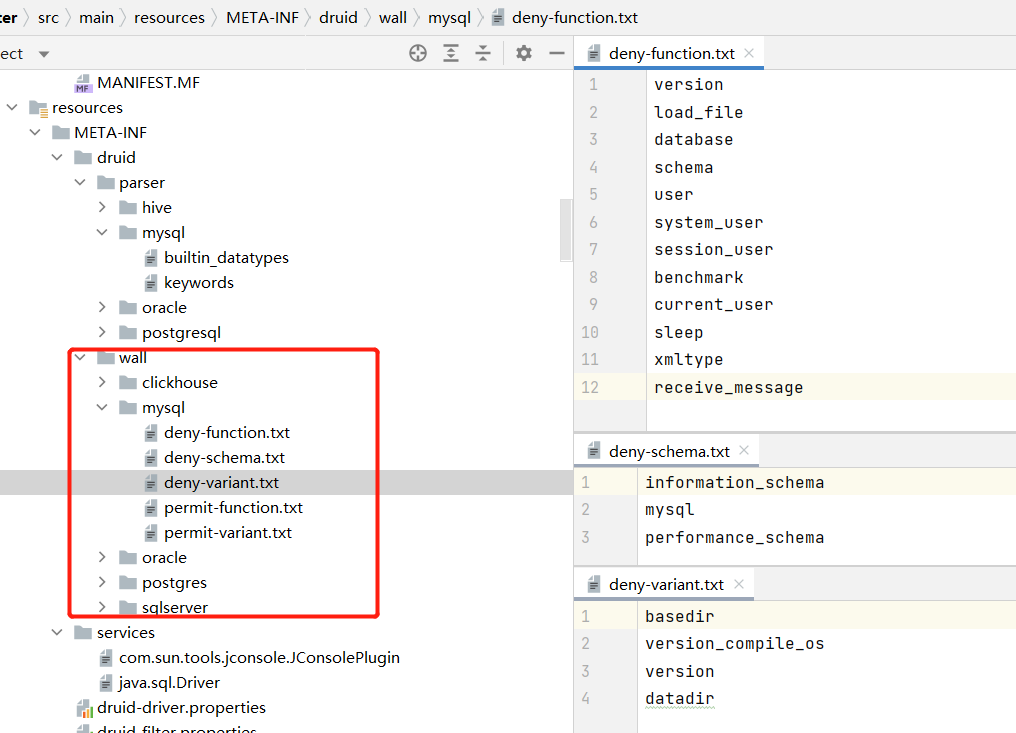 ter src main resources META-INF druid wall mysql deny-function.txt
ect
MANIFEST.MF
resources
META-INF
druid
parser
hive
mysql
builtin_datatypes
keywords
oracle
postgresql
wall
clickhouse
mysql
deny-function.txt
deny-schema.txt
deny-variant.txt
permit-function.txt
permit-variant.txt
oracle
postgres
sqlserver
services
com.sun.tools.jconsole.JConsolePlugin
java.sql.Driver
druid-driver.properties
druid-filter.properties
deny-function.txt
1 version
2 load_file
3 database
4 schema
5 user
6 system_user
7 session_user
8 benchmark
9 current_user
10 sleep
11 xmltype
12 receive_message
deny-schema.txt
1 information_schema
2 mysql
3 performance_schema
deny-variant.txt
1 basedir
2 version_compile_os
3 version
4 datadir